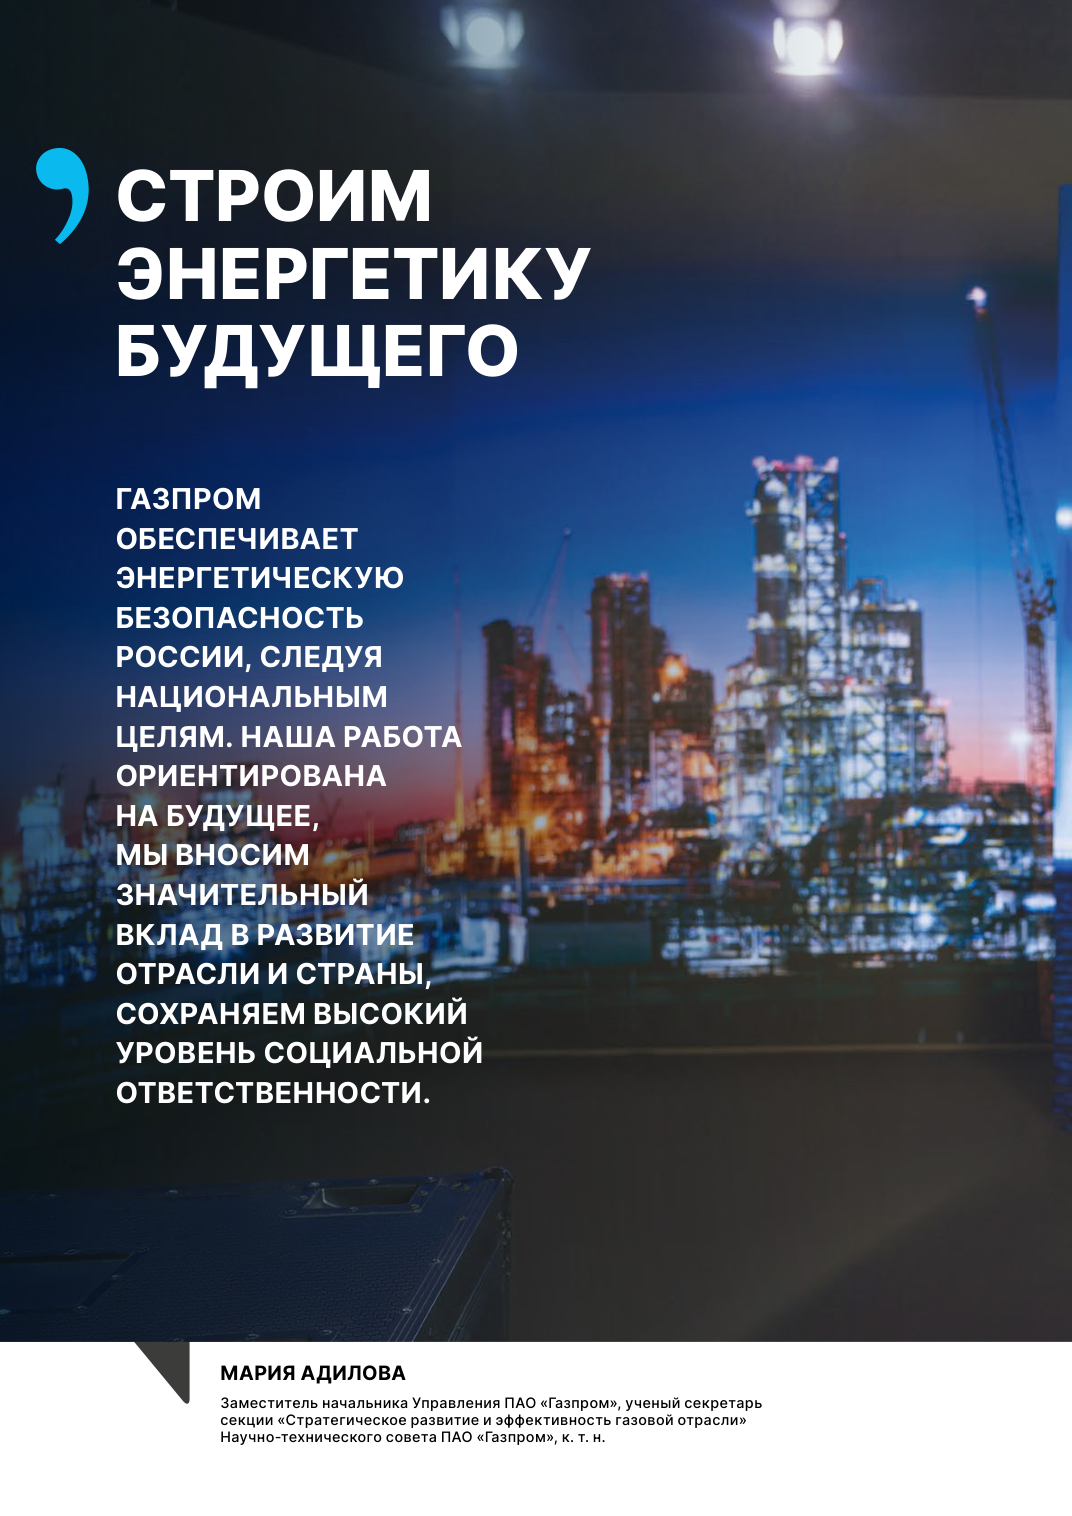 СТРОИМ
ЭНЕРГЕТИКУ
БУДУЩЕГО
ГАЗПРОМ
ОБЕСПЕЧИВАЕТ
ЭНЕРГЕТИЧЕСКУЮ
БЕЗОПАСНОСТЬ
РОССИИ, СЛЕДУЯ
НАЦИОНАЛЬНЫМ
ЦЕЛЯМ. НАША РАБОТА
ОРИЕНТИРОВАНА
НА БУДУЩЕЕ,
МЫ ВНОСИМ
ЗНАЧИТЕЛЬНЫЙ
ВКЛАД В РАЗВИТИЕ
ОТРАСЛИ И СТРАНЫ,
СОХРАНЯЕМ ВЫСОКИЙ
УРОВЕНЬ СОЦИАЛЬНОЙ
ОТВЕТСТВЕННОСТИ.
МАРИЯ АДИЛОВА
Заместитель начальника Управления ПАО «Газпром», ученый секретарь
секции «Стратегическое развитие и эффективность газовой отрасли»
Научно-технического совета ПАО «Газпром», к. т. н.